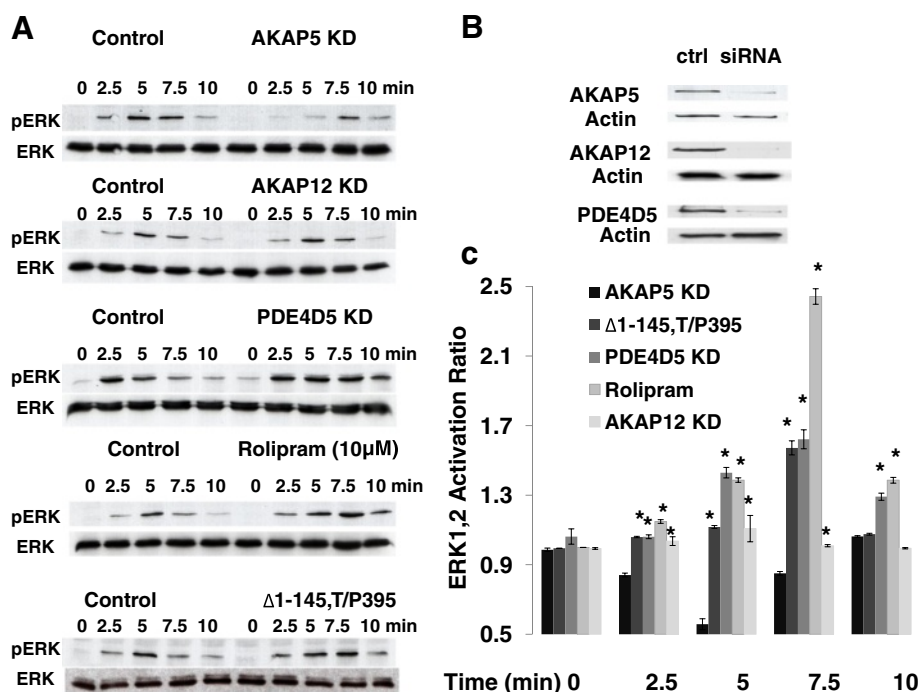 A
Control AKAP5 KD
0 2.5 5 7.5 10 0 2.5 5 7.5 10 min
pERK
ERK
Control AKAP12 KD
0 2.5 5 7.5 10 0 2.5 5 7.5 10 min
pERK
ERK
Control PDE4D5 KD
0 2.5 5 7.5 10 0 2.5 5 7.5 10 min
pERK
ERK
Control Rolipram (10µM)
0 2.5 5 7.5 10 0 2.5 5 7.5 10 min
pERK
ERK
Control Δ1-145,T/P395
0 2.5 5 7.5 10 0 2.5 5 7.5 10 min
pERK
ERK
B
ctrl siRNA
AKAP5
Actin
AKAP12
Actin
PDE4D5
Actin
c
ERK1,2 Activation Ratio
2.5
2.1
1.7
1.3
0.9
0.5
AKAP5 KD
Δ1-145,T/P395
PDE4D5 KD
Rolipram
AKAP12 KD
* * * *
* * * *
* * * *
* *
Time (min) 0 2.5 5 7.5 10